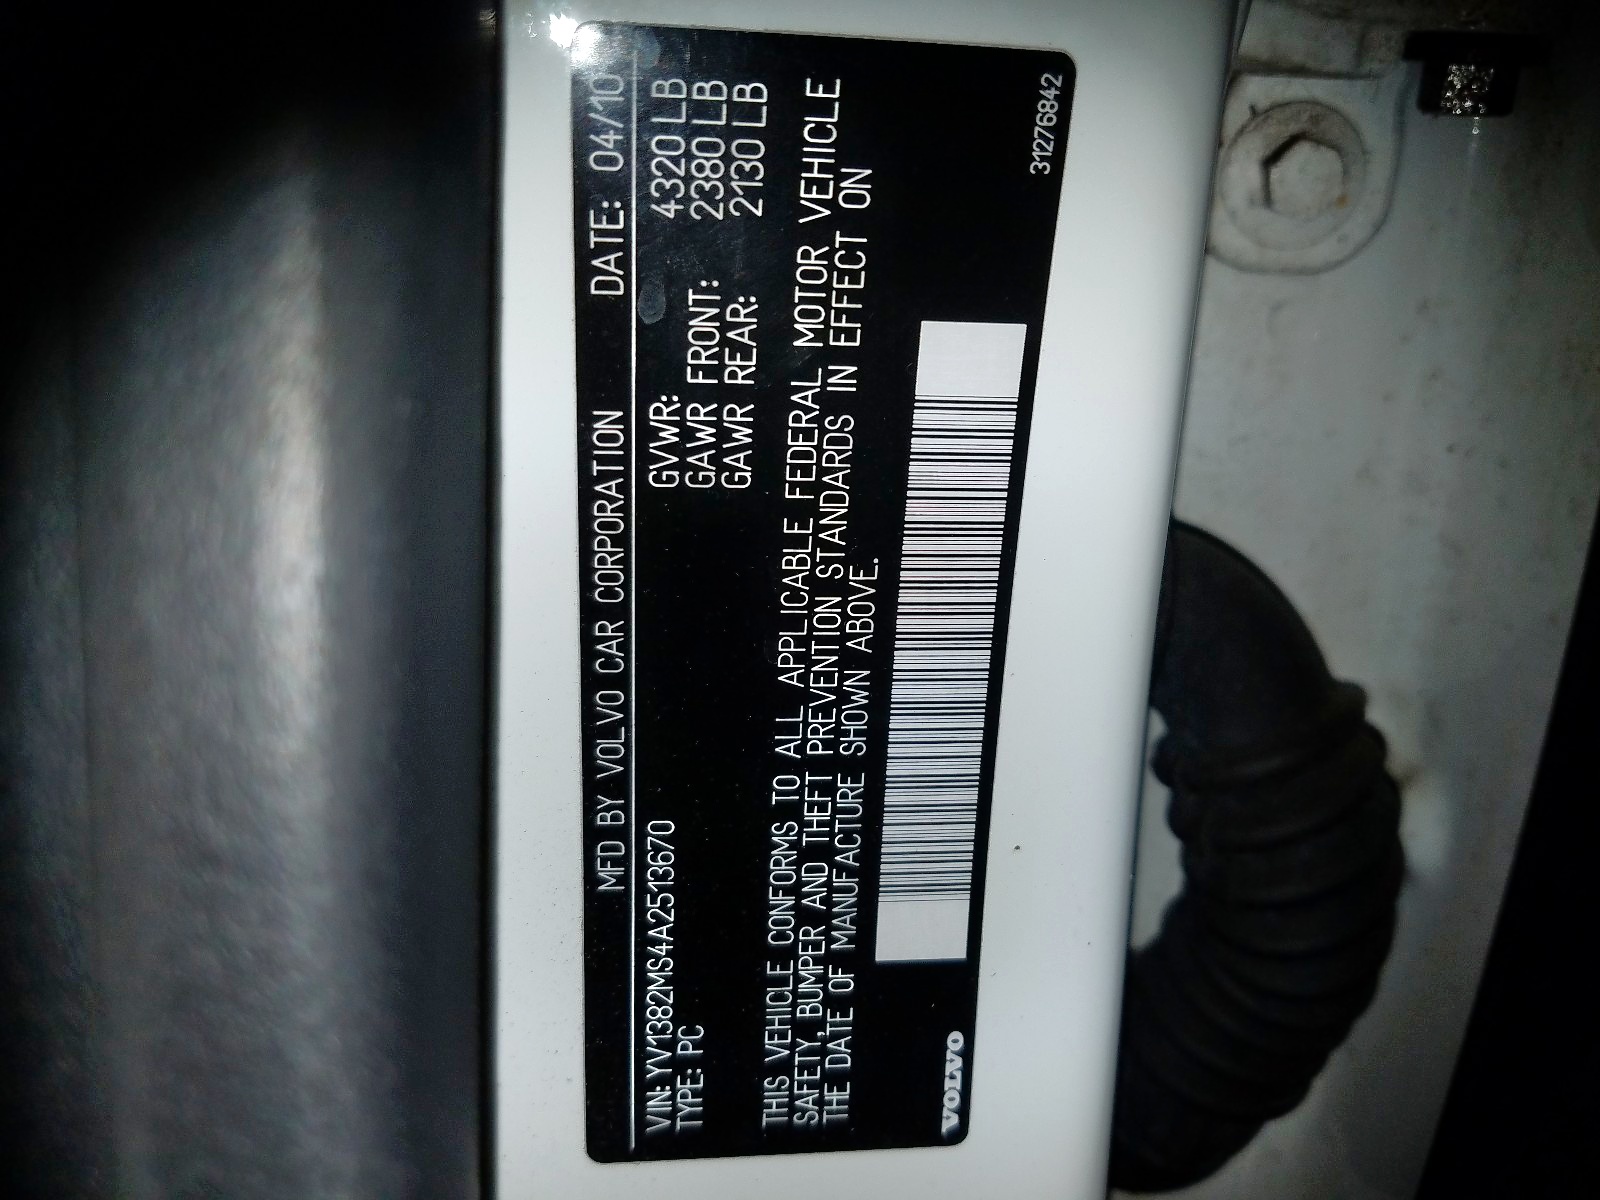 MFD BY VOLVO CAR CORPORATION DATE: 04/10
VIN: YV1382MS4A2513670 GVWR: 4320 LB
TYPE: PC GAWR FRONT: 2380 LB
GAWR REAR: 2130 LB
THIS VEHICLE CONFORMS TO ALL APPLICABLE FEDERAL MOTOR VEHICLE
SAFETY, BUMPER AND THEFT PREVENTION STANDARDS IN EFFECT ON
THE DATE OF MANUFACTURE SHOWN ABOVE.
VOLVO
31276842